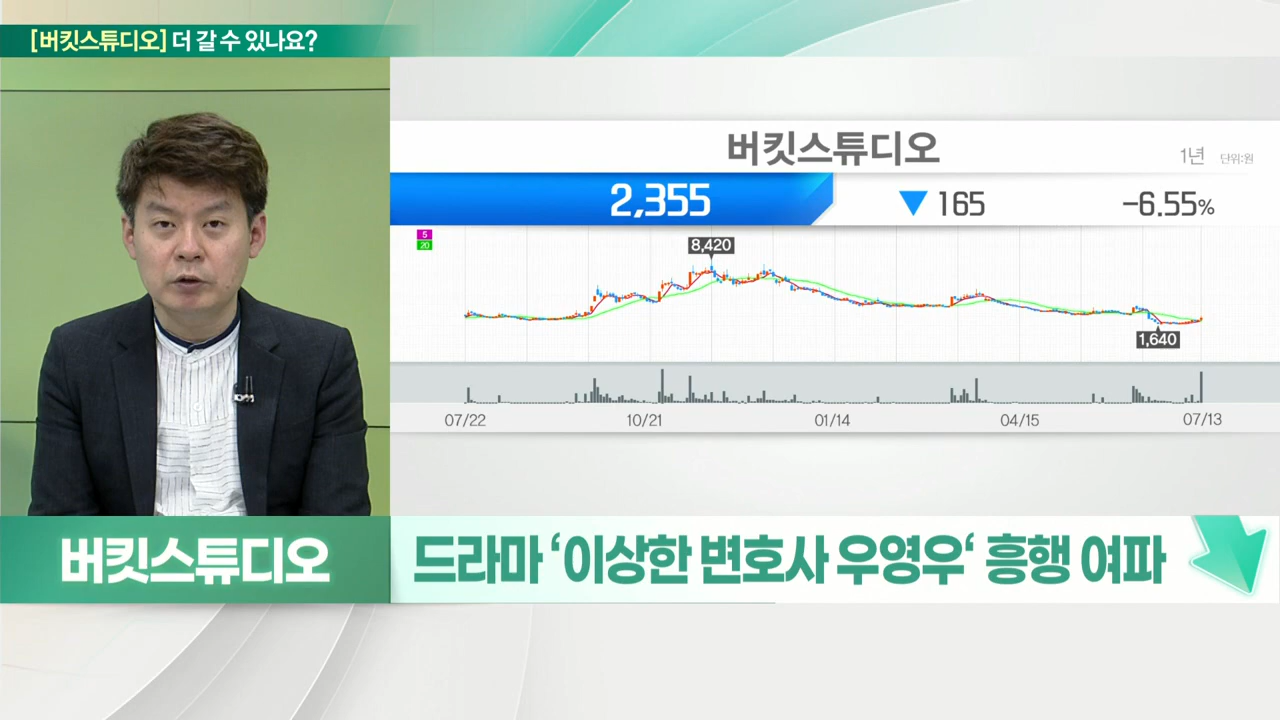 [버킷스튜디오] 더 갈 수 있나요?
버킷스튜디오
1년 단위:원
2,355 ▼ 165 -6.55%
5
20
8,420
1,640
07/22 10/21 01/14 04/15 07/13
버킷스튜디오
드라마 ‘이상한 변호사 우영우‘ 흥행 여파